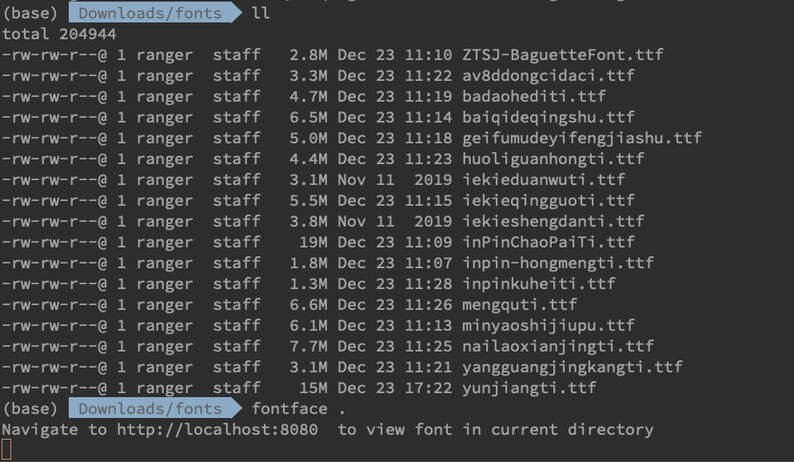 (base) Downloads/fonts ll
total 204944
-rw-rw-r--@ 1 ranger  staff   2.8M Dec 23 11:10 ZTSJ-BaguetteFont.ttf
-rw-rw-r--@ 1 ranger  staff   3.3M Dec 23 11:22 av8ddongcidaci.ttf
-rw-rw-r--@ 1 ranger  staff   4.7M Dec 23 11:19 badaohediti.ttf
-rw-rw-r--@ 1 ranger  staff   6.5M Dec 23 11:14 baiqideqingshu.ttf
-rw-rw-r--@ 1 ranger  staff   5.0M Dec 23 11:18 geifumudeyifengjiashu.ttf
-rw-rw-r--@ 1 ranger  staff   4.4M Dec 23 11:23 huoliguanhongti.ttf
-rw-rw-r--@ 1 ranger  staff   3.1M Nov 11  2019 iekieduanwuti.ttf
-rw-rw-r--@ 1 ranger  staff   5.5M Dec 23 11:15 iekieqingguoti.ttf
-rw-rw-r--@ 1 ranger  staff   3.8M Nov 11  2019 iekieshengdanti.ttf
-rw-rw-r--@ 1 ranger  staff    19M Dec 23 11:09 inPinChaoPaiTi.ttf
-rw-rw-r--@ 1 ranger  staff   1.8M Dec 23 11:07 inpin-hongmengti.ttf
-rw-rw-r--@ 1 ranger  staff   1.3M Dec 23 11:28 inpinkuheiti.ttf
-rw-rw-r--@ 1 ranger  staff   6.6M Dec 23 11:26 mengquti.ttf
-rw-rw-r--@ 1 ranger  staff   6.1M Dec 23 11:13 minyaoshijiupu.ttf
-rw-rw-r--@ 1 ranger  staff   7.7M Dec 23 11:25 nailaoxianjingti.ttf
-rw-rw-r--@ 1 ranger  staff   3.1M Dec 23 11:21 yangguangjingkangti.ttf
-rw-rw-r--@ 1 ranger  staff    15M Dec 23 17:22 yunjiangti.ttf
(base) Downloads/fonts fontface .
Navigate to http://localhost:8080  to view font in current directory